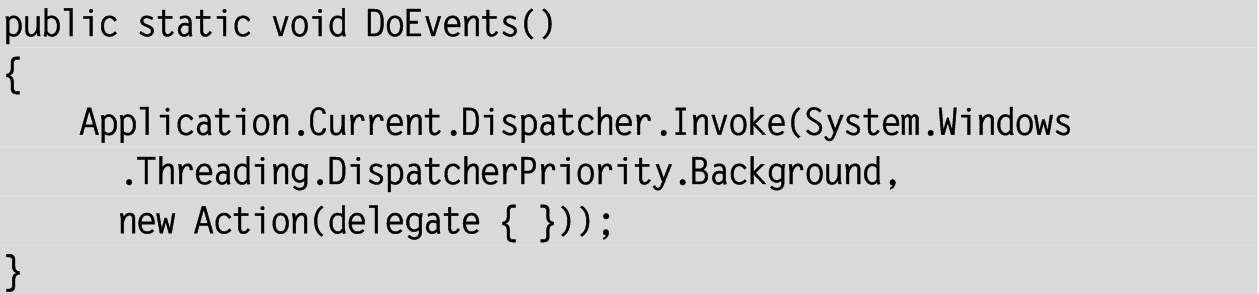 public static void DoEvents()
{
    Application.Current.Dispatcher.Invoke(System.Windows
      .Threading.DispatcherPriority.Background,
      new Action(delegate { }));
}